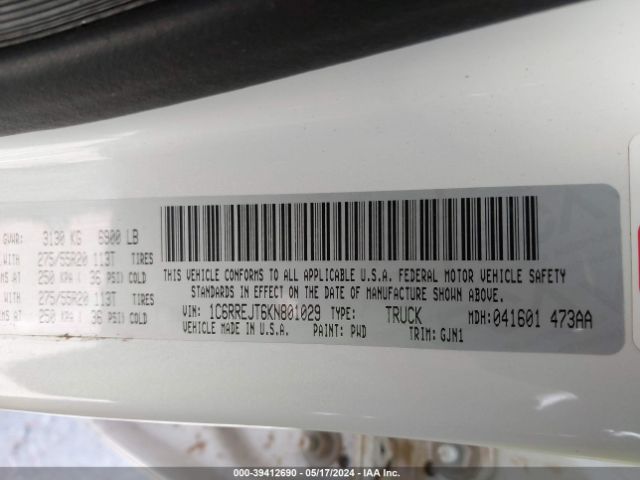 GVWR: 3130 KG 6900 LB
WITH 275/55R20 113T TIRES
MS AT 250 KPA( 36 PSI) COLD
WITH 275/55R20 113T TIRES
MS AT 250 KPA( 36 PSI) COLD
THIS VEHICLE CONFORMS TO ALL APPLICABLE U.S.A. FEDERAL MOTOR VEHICLE SAFETY
STANDARDS IN EFFECT ON THE DATE OF MANUFACTURE SHOWN ABOVE.
VIN: 1C6RREJT6KN801029 TYPE: TRUCK MDH: 041601 473AA
VEHICLE MADE IN U.S.A. PAINT: PWD TRIM: GJN1
000-39412690 - 05/17/2024 - IAA Inc.